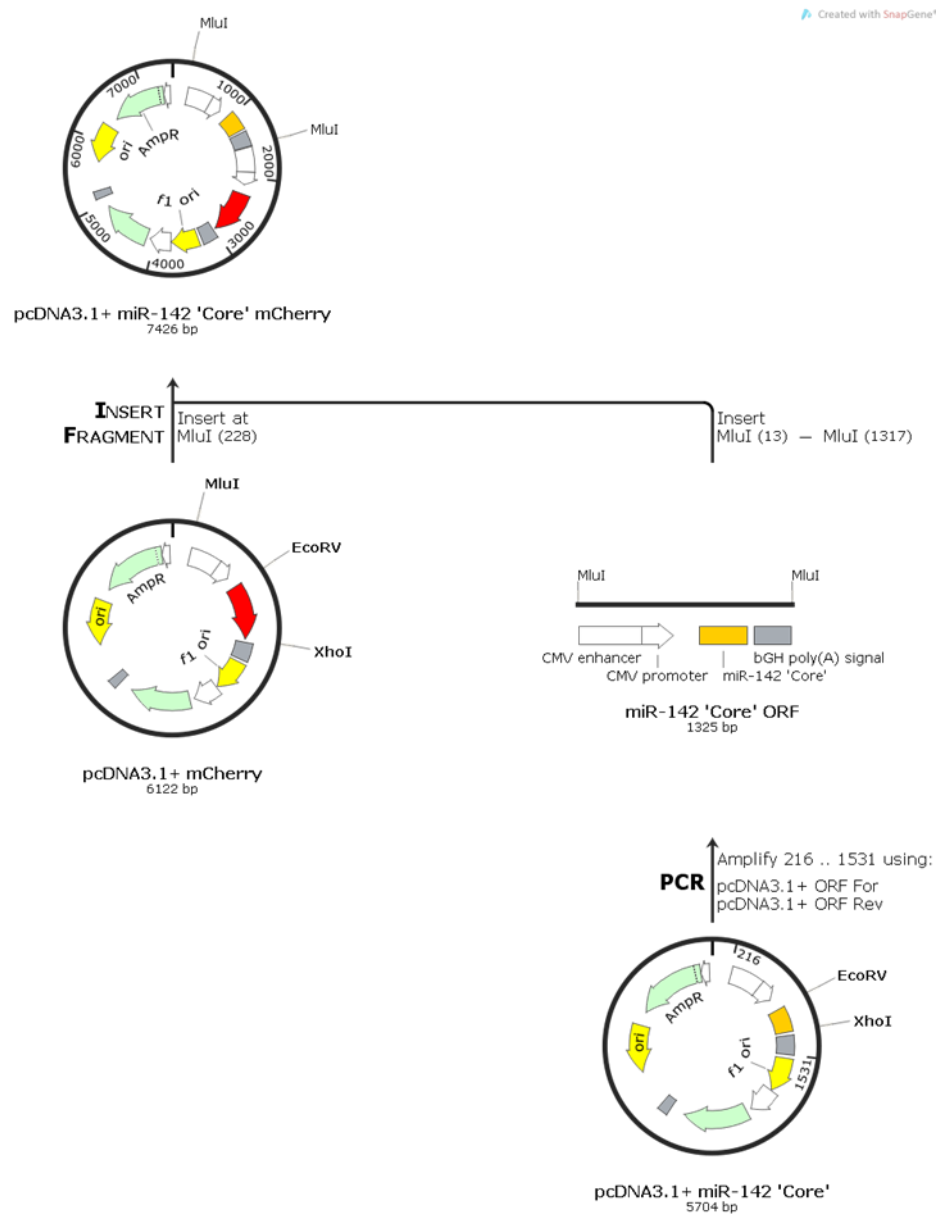 Created with SnapGene®
MluI
7000
1000
MluI
6000
ori
AmpR
2000
f1 ori
5000
3000
4000
pcDNA3.1+ miR-142 'Core' mCherry
7426 bp
INSERT
FRAGMENT
Insert at
MluI (228)
Insert
MluI (13) – MluI (1317)
MluI
EcoRV
AmpR
ori
f1 ori
XhoI
pcDNA3.1+ mCherry
6122 bp
MluI
MluI
CMV enhancer
bGH poly(A) signal
CMV promoter
miR-142 'Core'
miR-142 'Core' ORF
1325 bp
PCR
Amplify 216 .. 1531 using:
pcDNA3.1+ ORF For
pcDNA3.1+ ORF Rev
216
EcoRV
AmpR
XhoI
ori
f1 ori
1531
pcDNA3.1+ miR-142 'Core'
5704 bp